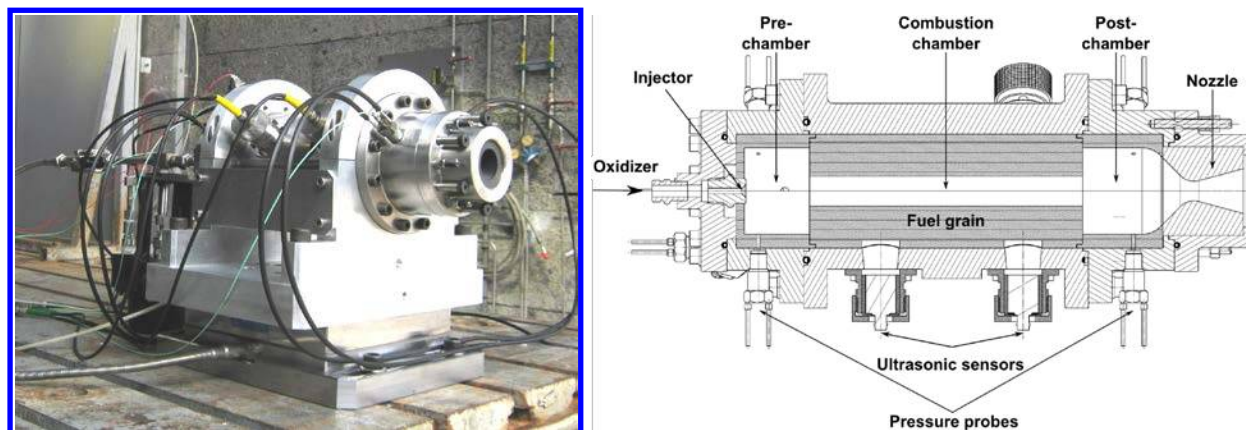 Pre-
chamber
Combustion
chamber
Post-
chamber
Injector
Nozzle
Oxidizer
Fuel grain
Ultrasonic sensors
Pressure probes